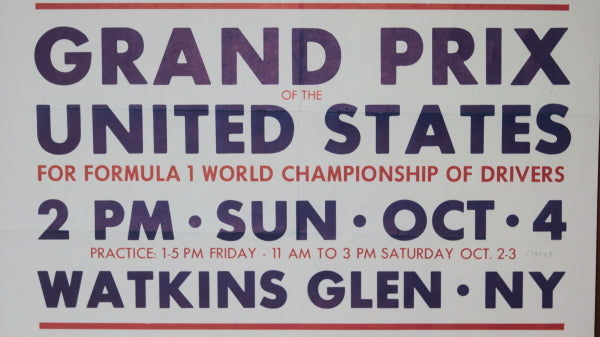 GRAND PRIX
OF THE
UNITED STATES
FOR FORMULA 1 WORLD CHAMPIONSHIP OF DRIVERS
2 PM • SUN • OCT • 4
PRACTICE: 1-5 PM FRIDAY - 11 AM TO 3 PM SATURDAY OCT. 2-3 (1964)
WATKINS GLEN • NY